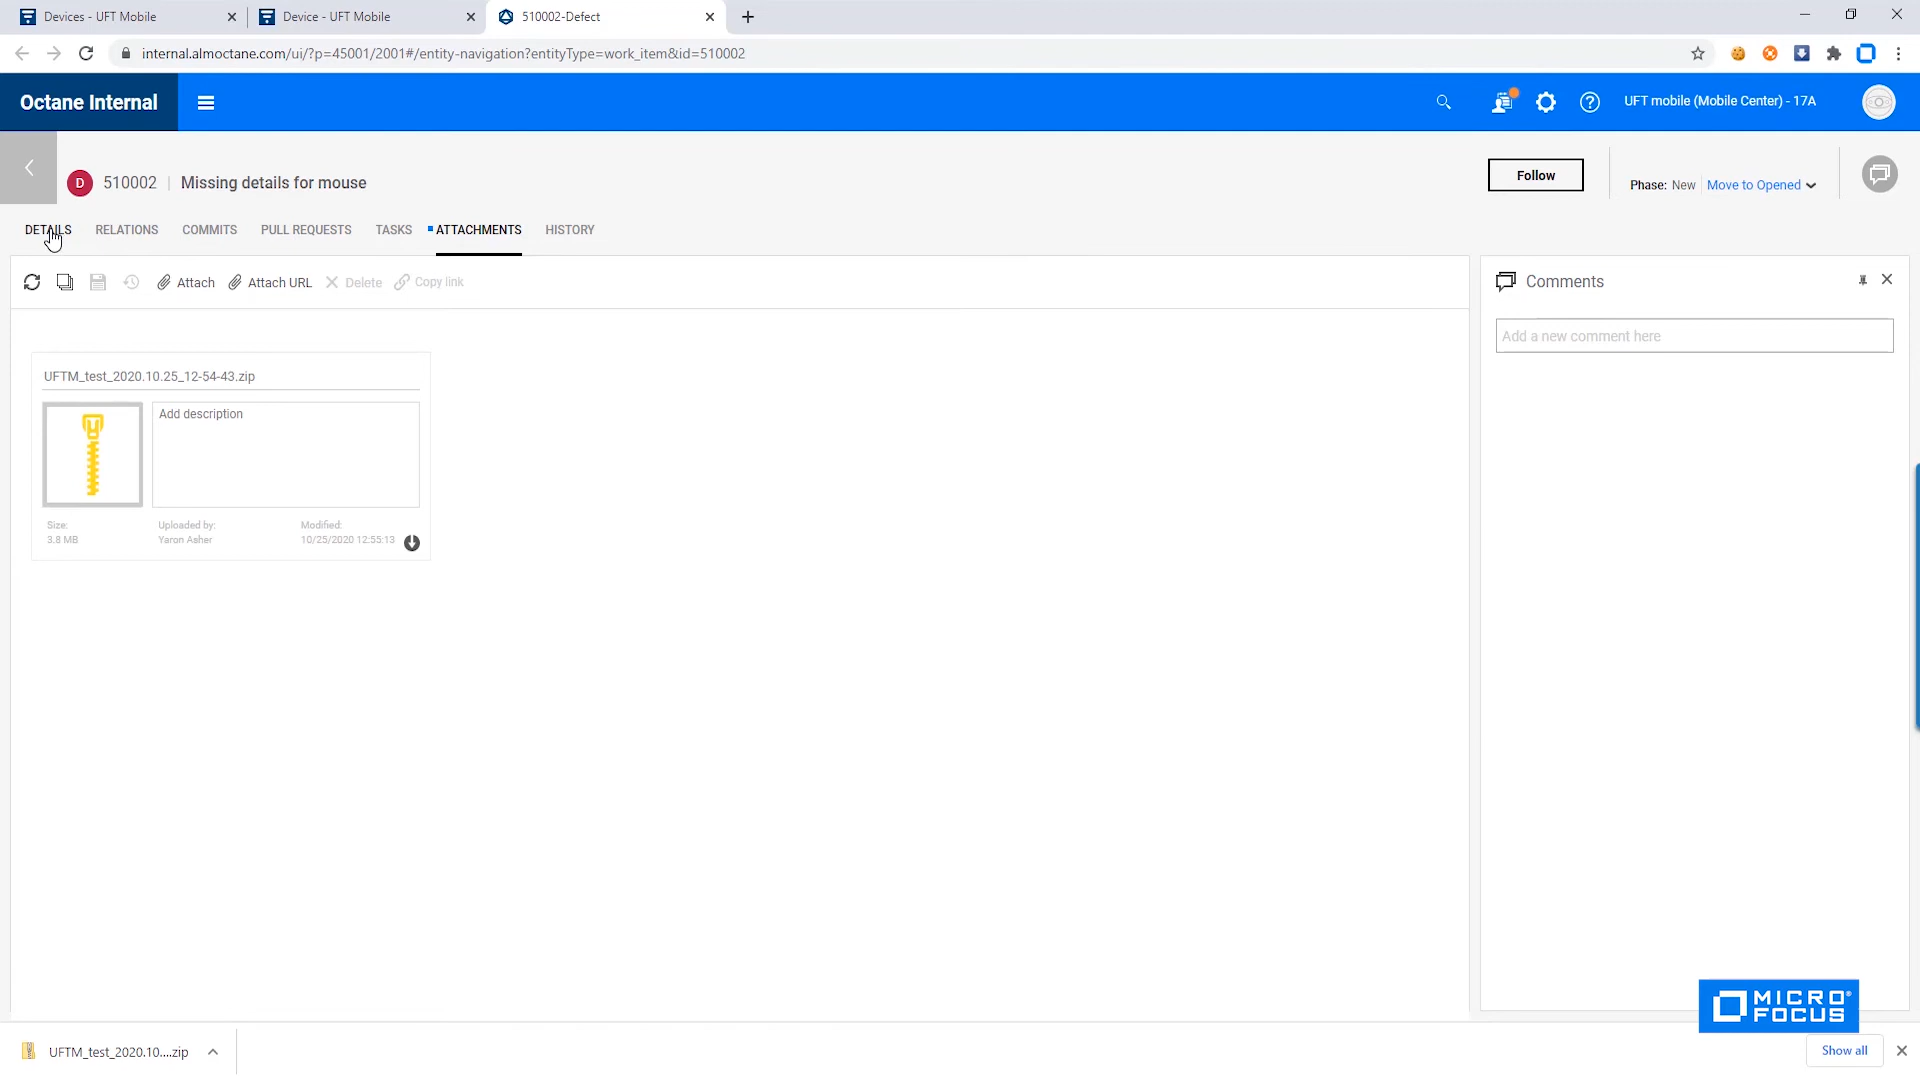 Devices - UFT Mobile
Device - UFT Mobile
510002-Defect
internal.almoctane.com/ui/?p=45001/2001#/entity-navigation?entityType=work_item&id=510002
Octane Internal
UFT mobile (Mobile Center) - 17A
D 510002 | Missing details for mouse
Follow
Phase: New
Move to Opened
DETAILS
RELATIONS
COMMITS
PULL REQUESTS
TASKS
ATTACHMENTS
HISTORY
Attach
Attach URL
Delete
Copy link
Comments
Add a new comment here
UFTM_test_2020.10.25_12-54-43.zip
Add description
Size:
3.8 MB
Uploaded by:
Yaron Asher
Modified:
10/25/2020 12:55:13
MICRO
FOCUS
UFTM_test_2020.10....zip
Show all